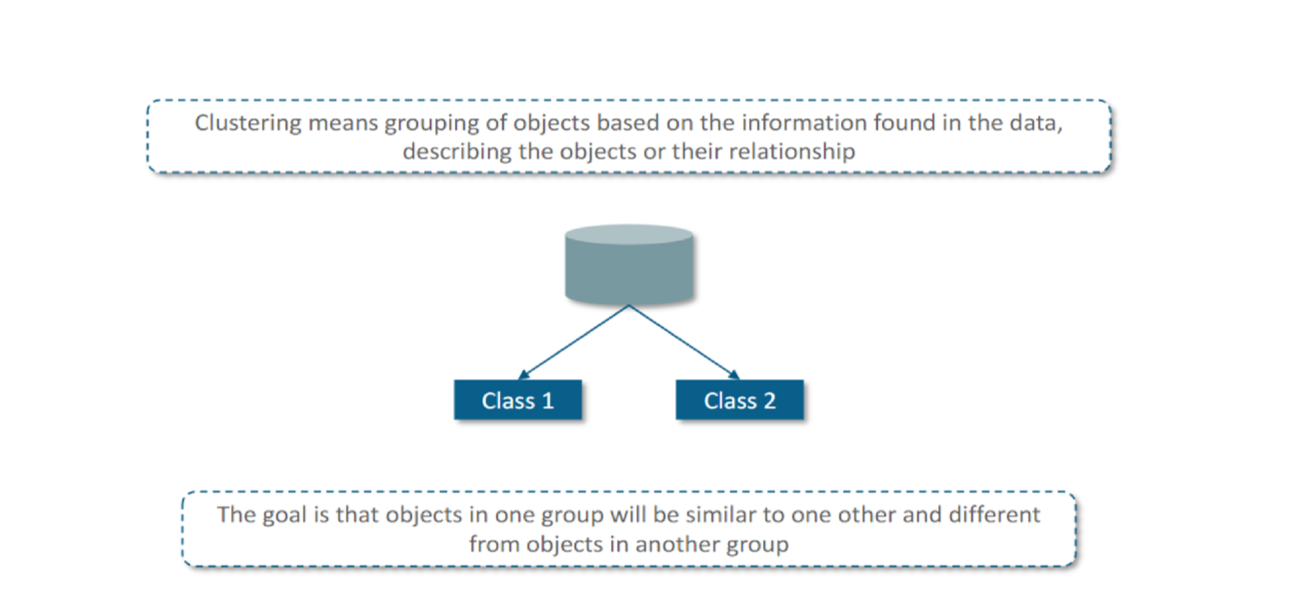 Clustering means grouping of objects based on the information found in the data,
describing the objects or their relationship
Class 1
Class 2
The goal is that objects in one group will be similar to one other and different
from objects in another group